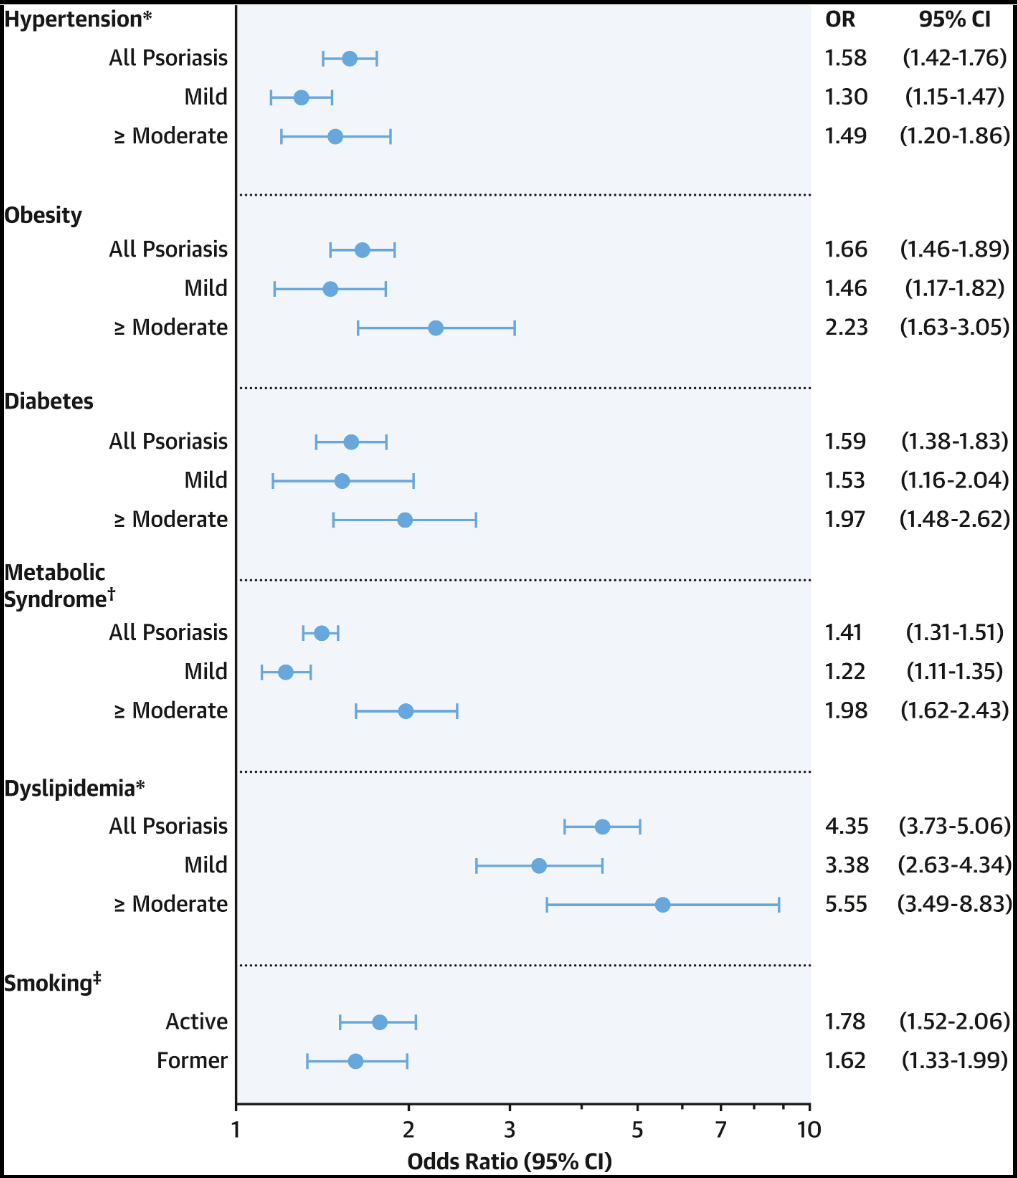 Hypertension* OR 95% CI
All Psoriasis 1.58 (1.42-1.76)
Mild 1.30 (1.15-1.47)
≥ Moderate 1.49 (1.20-1.86)
Obesity
All Psoriasis 1.66 (1.46-1.89)
Mild 1.46 (1.17-1.82)
≥ Moderate 2.23 (1.63-3.05)
Diabetes
All Psoriasis 1.59 (1.38-1.83)
Mild 1.53 (1.16-2.04)
≥ Moderate 1.97 (1.48-2.62)
Metabolic
Syndrome†
All Psoriasis 1.41 (1.31-1.51)
Mild 1.22 (1.11-1.35)
≥ Moderate 1.98 (1.62-2.43)
Dyslipidemia*
All Psoriasis 4.35 (3.73-5.06)
Mild 3.38 (2.63-4.34)
≥ Moderate 5.55 (3.49-8.83)
Smoking‡
Active 1.78 (1.52-2.06)
Former 1.62 (1.33-1.99)
1 2 3 5 7 10
Odds Ratio (95% CI)